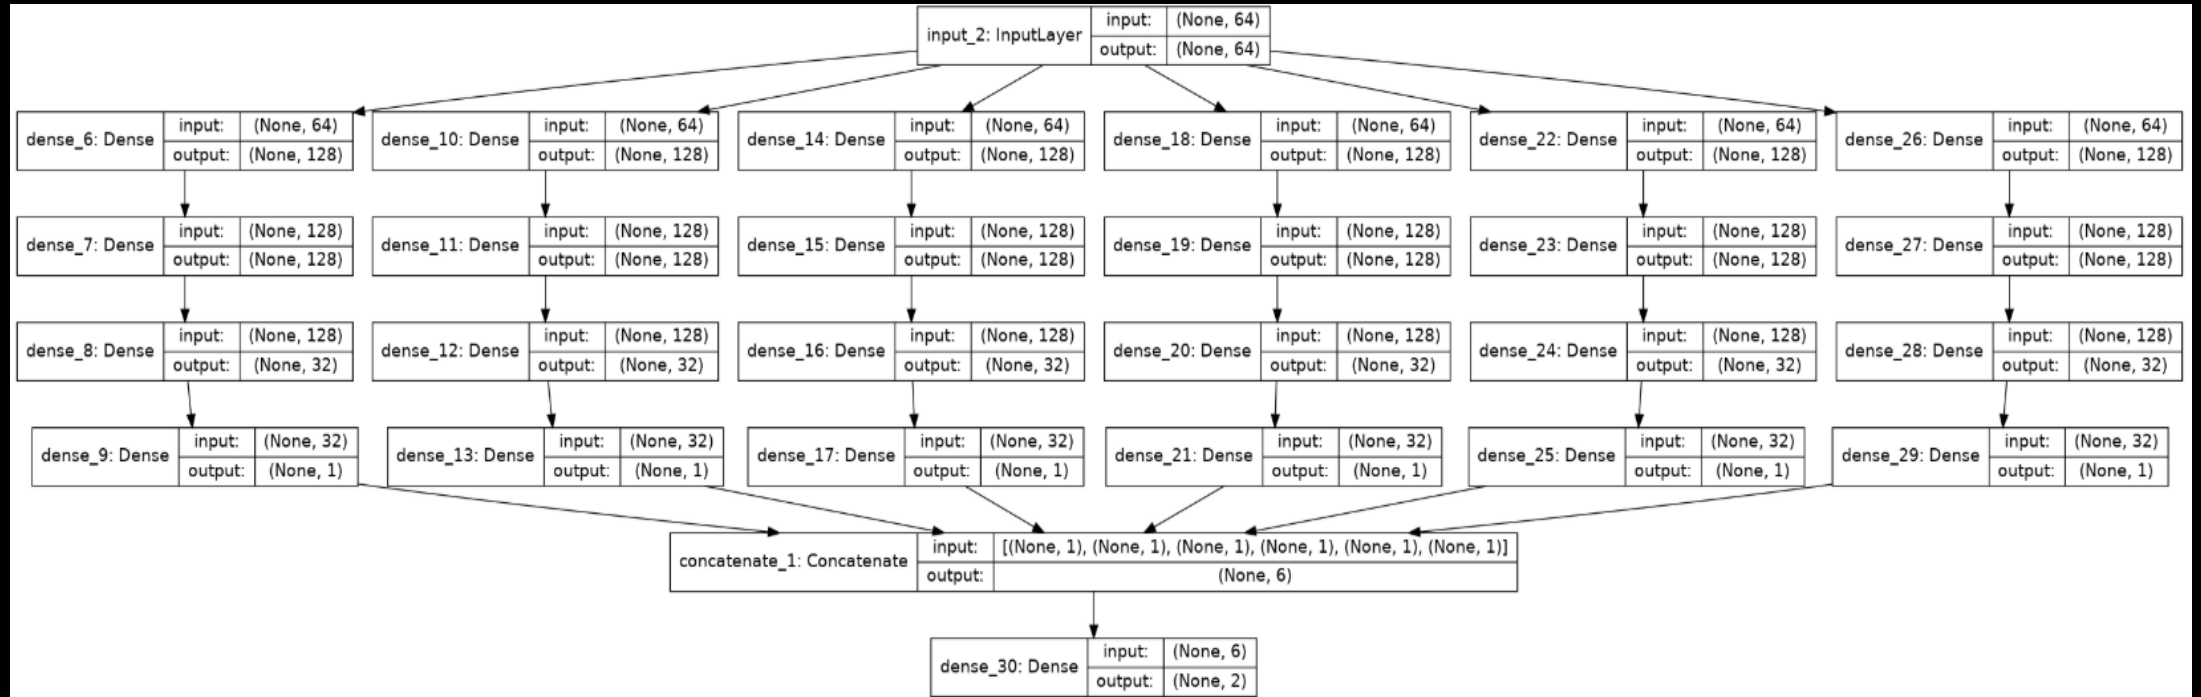 input_2: InputLayer input: (None, 64)
output: (None, 64)
dense_6: Dense input: (None, 64)
output: (None, 128)
dense_10: Dense input: (None, 64)
output: (None, 128)
dense_14: Dense input: (None, 64)
output: (None, 128)
dense_18: Dense input: (None, 64)
output: (None, 128)
dense_22: Dense input: (None, 64)
output: (None, 128)
dense_26: Dense input: (None, 64)
output: (None, 128)
dense_7: Dense input: (None, 128)
output: (None, 128)
dense_11: Dense input: (None, 128)
output: (None, 128)
dense_15: Dense input: (None, 128)
output: (None, 128)
dense_19: Dense input: (None, 128)
output: (None, 128)
dense_23: Dense input: (None, 128)
output: (None, 128)
dense_27: Dense input: (None, 128)
output: (None, 128)
dense_8: Dense input: (None, 128)
output: (None, 32)
dense_12: Dense input: (None, 128)
output: (None, 32)
dense_16: Dense input: (None, 128)
output: (None, 32)
dense_20: Dense input: (None, 128)
output: (None, 32)
dense_24: Dense input: (None, 128)
output: (None, 32)
dense_28: Dense input: (None, 128)
output: (None, 32)
dense_9: Dense input: (None, 32)
output: (None, 1)
dense_13: Dense input: (None, 32)
output: (None, 1)
dense_17: Dense input: (None, 32)
output: (None, 1)
dense_21: Dense input: (None, 32)
output: (None, 1)
dense_25: Dense input: (None, 32)
output: (None, 1)
dense_29: Dense input: (None, 32)
output: (None, 1)
concatenate_1: Concatenate input: [(None, 1), (None, 1), (None, 1), (None, 1), (None, 1), (None, 1)]
output: (None, 6)
dense_30: Dense input: (None, 6)
output: (None, 2)